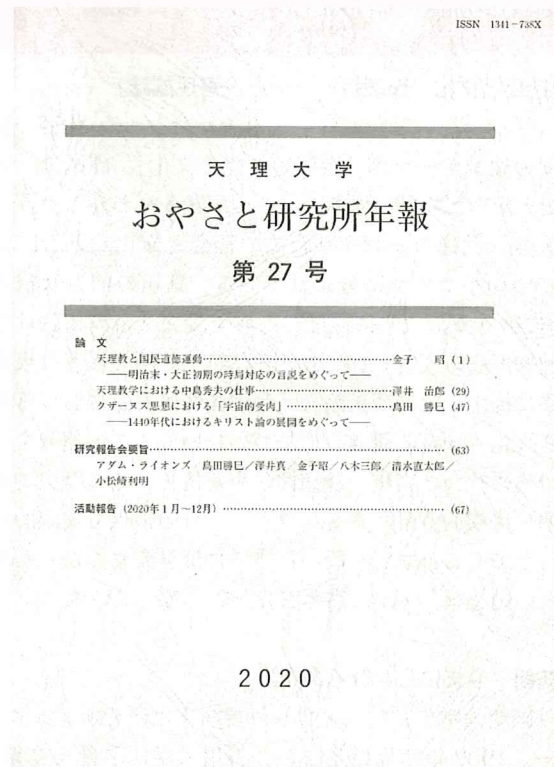 ISSN 1341-738X
天理大学
おやさと研究所年報
第 27 号
論 文
天理教と国民道徳運動…………………………………………金子 昭 (1)
――明治末・大正初期の時局対応の言説をめぐって――
天理教学における中島秀夫の仕事……………………………澤井 治郎 (29)
クザーヌス思想における「宇宙的受肉」……………………島田 勝巳 (47)
――1440年代におけるキリスト論の展開をめぐって――
研究報告会要旨…………………………………………………… (63)
アダム・ライオンズ/島田勝巳/澤井真/金子昭/八木三郎/清水直太郎/
小松崎利明
活動報告 (2020年1月~12月) ……………………………………… (67)
2020